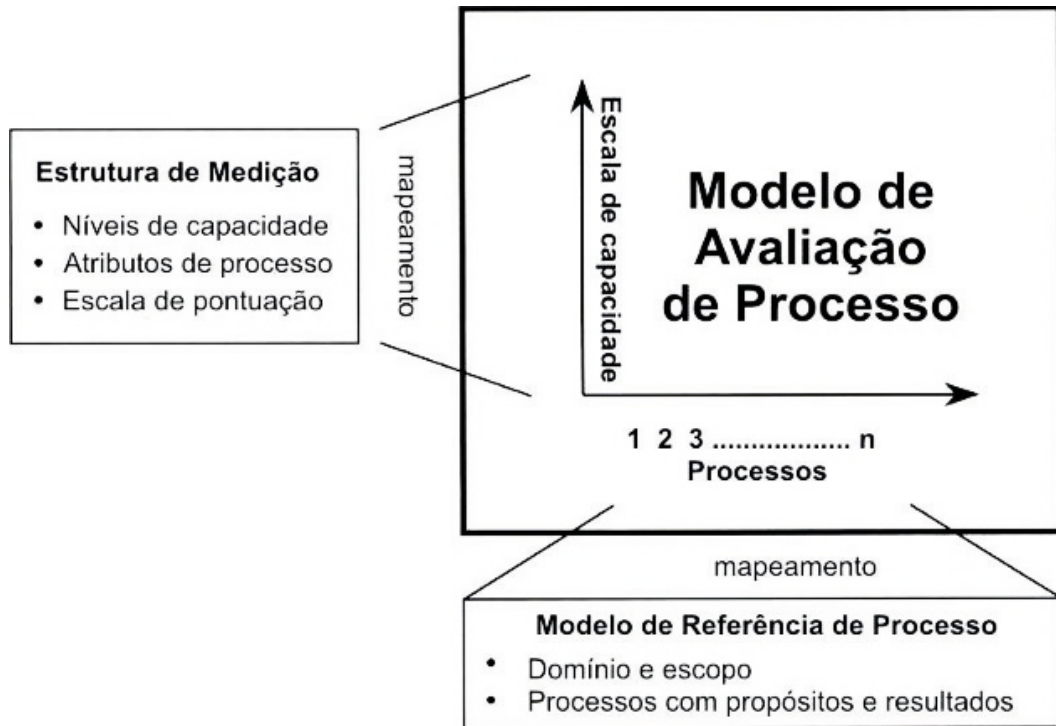 Estrutura de Medição
• Níveis de capacidade
• Atributos de processo
• Escala de pontuação
mapeamento
Escala de capacidade
Modelo de
Avaliação
de Processo
1 2 3 .................. n
Processos
mapeamento
Modelo de Referência de Processo
• Domínio e escopo
• Processos com propósitos e resultados